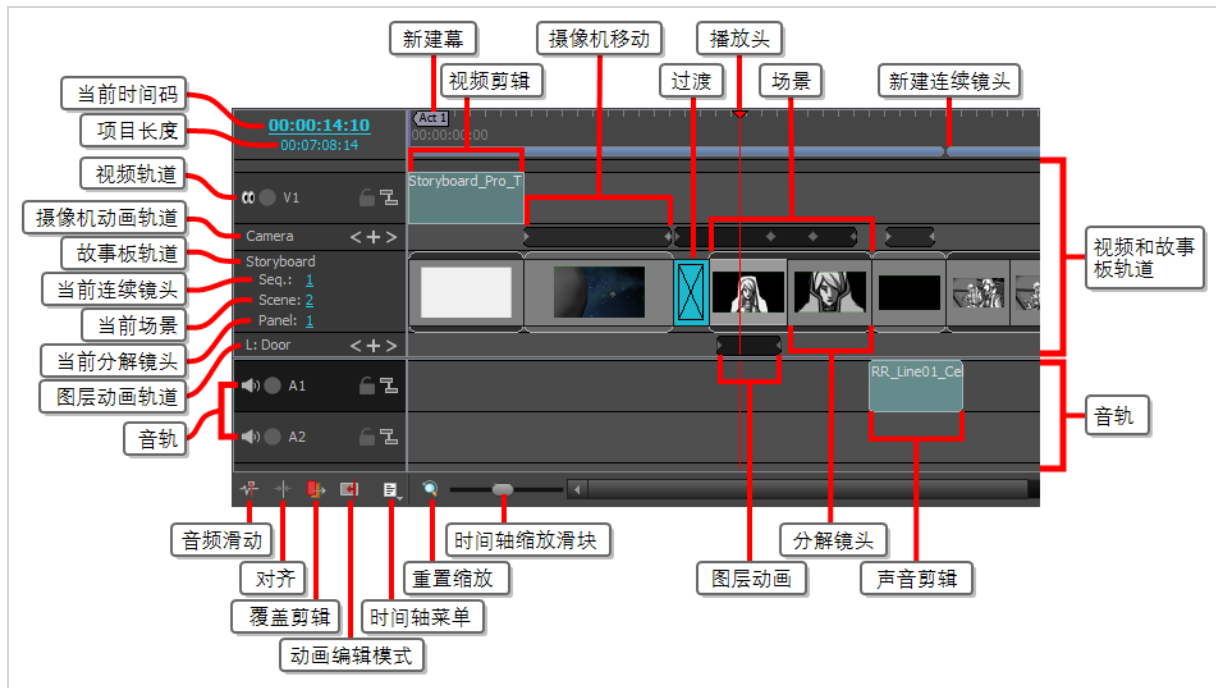 新建幕
摄像机移动
播放头
视频剪辑
过渡
场景
新建连续镜头
当前时间码
项目长度
视频轨道
摄像机动画轨道
故事板轨道
当前连续镜头
当前场景
当前分解镜头
图层动画轨道
音轨
00:00:14:10
00:07:08:14
Act 1
00:00:00:00
V1
Storyboard_Pro_T
Camera
Storyboard
Seq.: 1
Scene: 2
Panel: 1
L: Door
A1
RR_Line01_Cel
A2
视频和故事
板轨道
音轨
音频滑动
时间轴缩放滑块
分解镜头
对齐
重置缩放
图层动画
声音剪辑
覆盖剪辑
时间轴菜单
动画编辑模式